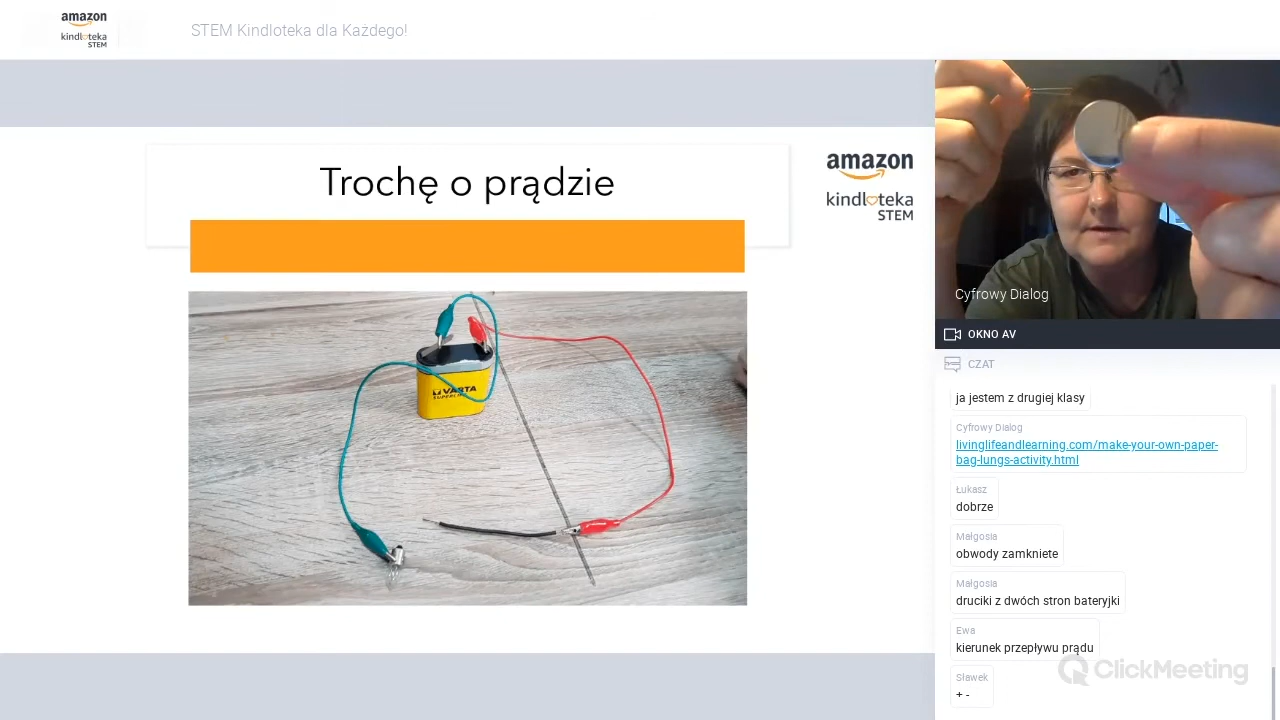 amazon
kindloteka
STEM
STEM Kindloteka dla Każdego!
Trochę o prądzie
amazon
kindloteka
STEM
VARTA
SUPERLIFE
Cyfrowy Dialog
OKNO AV
CZAT
ja jestem z drugiej klasy
Cyfrowy Dialog
livinglifeandlearning.com/make-your-own-paper-
bag-lungs-activity.html
Łukasz
dobrze
Małgosia
obwody zamkniete
Małgosia
druciki z dwóch stron bateryjki
Ewa
kierunek przepływu prądu
ClickMeeting
Sławek
+ -